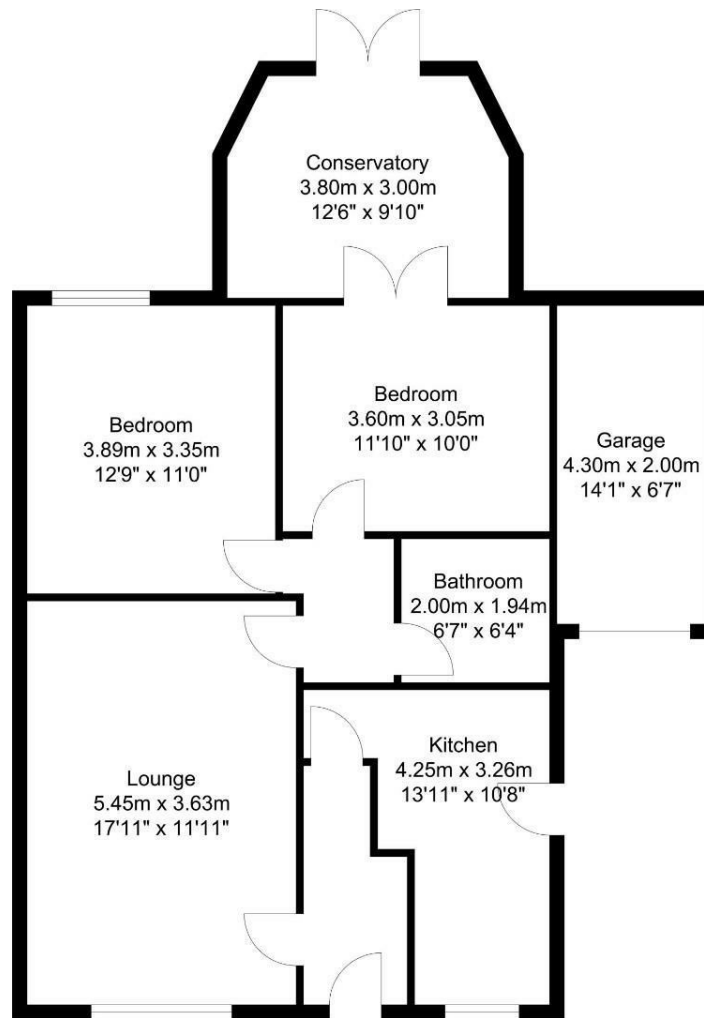 Conservatory
3.80m x 3.00m
12'6" x 9'10"
Bedroom
3.89m x 3.35m
12'9" x 11'0"
Bedroom
3.60m x 3.05m
11'10" x 10'0"
Garage
4.30m x 2.00m
14'1" x 6'7"
Bathroom
2.00m x 1.94m
6'7" x 6'4"
Lounge
5.45m x 3.63m
17'11" x 11'11"
Kitchen
4.25m x 3.26m
13'11" x 10'8"